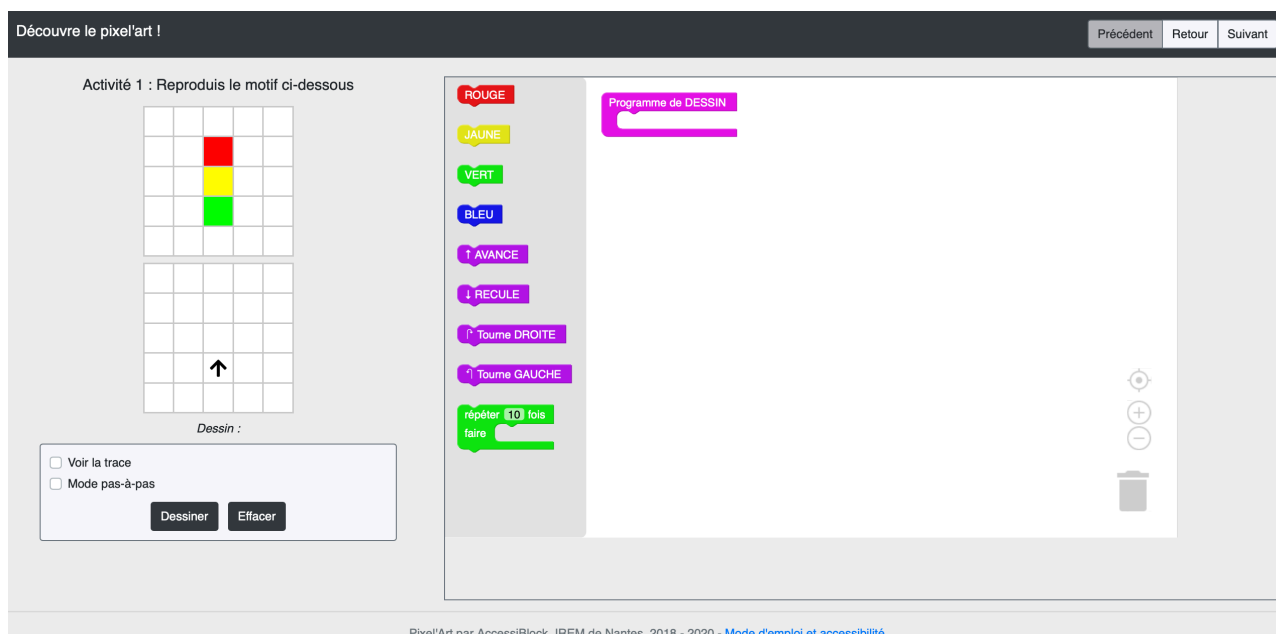 Découvre le pixel'art !
Précédent
Retour
Suivant
Activité 1 : Reproduis le motif ci-dessous
Dessin :
Voir la trace
Mode pas-à-pas
Dessiner
Effacer
ROUGE
JAUNE
VERT
BLEU
↑ AVANCE
↓ RECULE
↱ Tourne DROITE
↰ Tourne GAUCHE
répéter 10 fois
faire
Programme de DESSIN
Pixel'Art par AccessiBlock, IREM de Nantes, 2018 - 2020 - Mode d'emploi et accessibilité